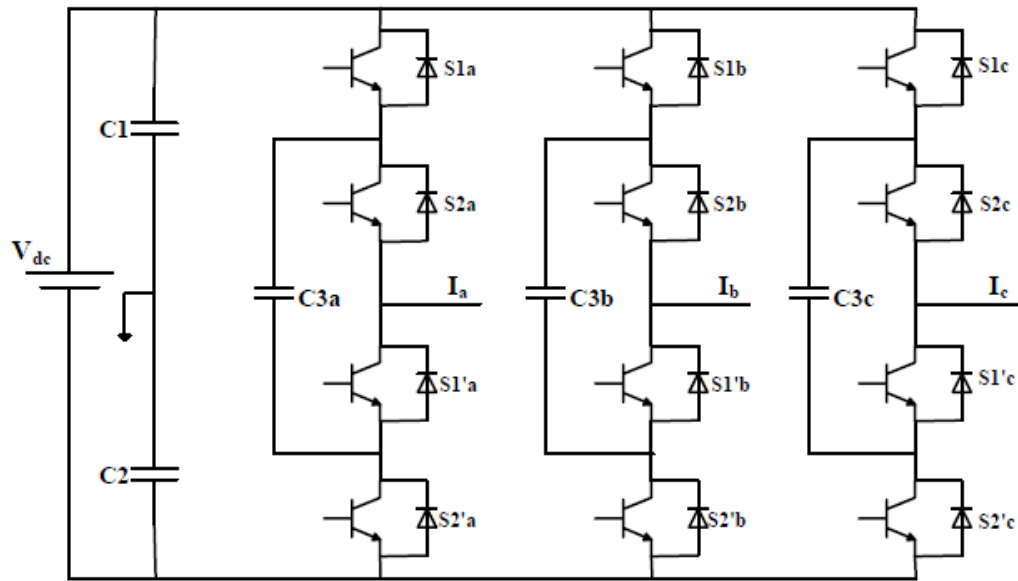 S1a
S1b
S1c
C1
S2a
S2b
S2c
Vdc
C3a
Ia
C3b
Ib
C3c
Ic
S1'a
S1'b
S1'c
C2
S2'a
S2'b
S2'c